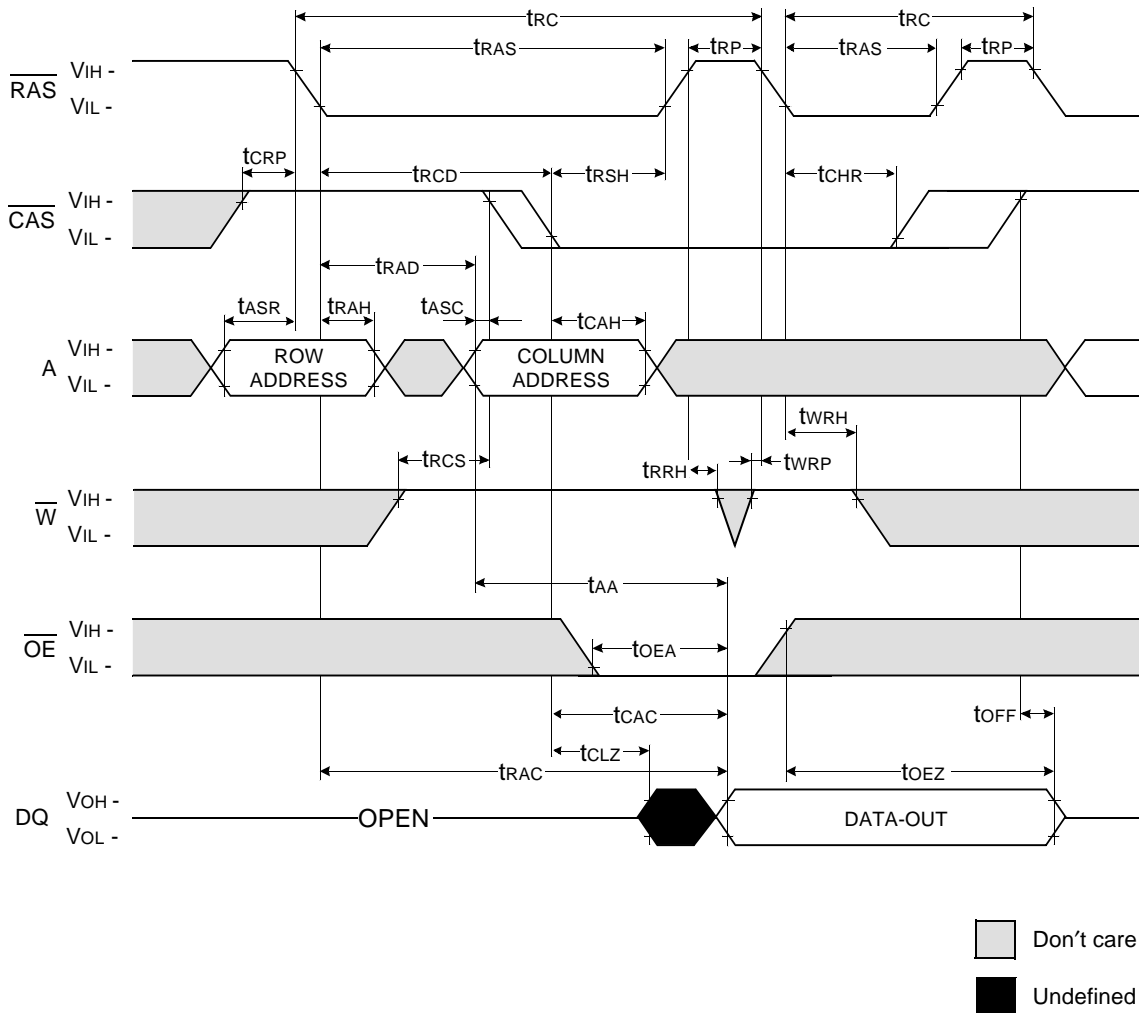 tRC tRC
tRAS tRP tRAS tRP
RAS VIH -
VIL -
tCRP tRCD tRSH tCHR
CAS VIH -
VIL -
tRAD
tASR tRAH tASC tCAH
A VIH -
VIL -
ROW
ADDRESS
COLUMN
ADDRESS
tWRH
tRCS tRRH tWRP
W VIH -
VIL -
tAA
OE VIH -
VIL -
tOEA
tCAC tOFF
tCLZ
tRAC tOEZ
DQ VOH -
VOL -
OPEN DATA-OUT
Don′t care
Undefined